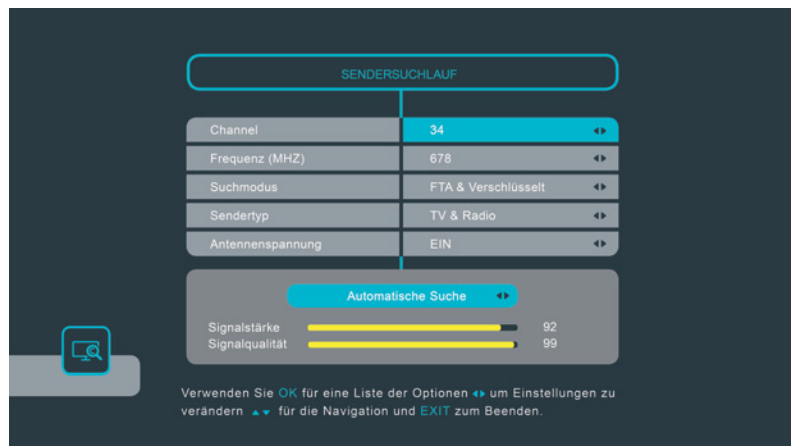 SENDERSUCHLAUF
Channel 34
Frequenz (MHZ) 678
Suchmodus FTA & Verschlüsselt
Sendertyp TV & Radio
Antennenspannung EIN
Automatische Suche
Signalstärke 92
Signalqualität 99
Verwenden Sie OK für eine Liste der Optionen um Einstellungen zu
verändern für die Navigation und EXIT zum Beenden.